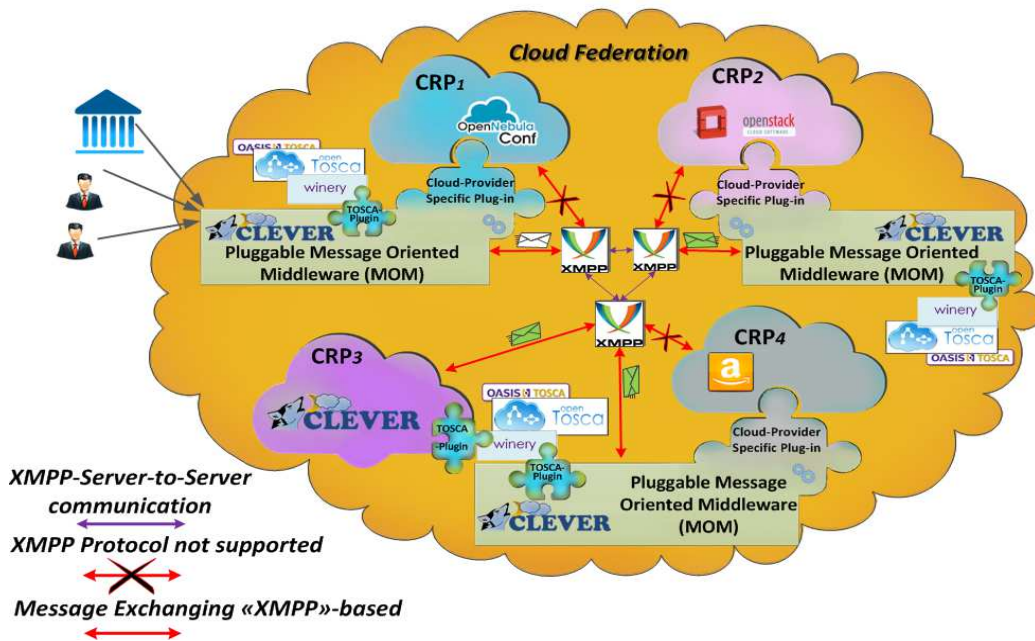 Cloud Federation
CRP1
OpenNebula
Conf
Cloud-Provider
Specific Plug-in
CRP2
openstack
CLOUD SOFTWARE
Cloud-Provider
Specific Plug-in
OASIS TOSCA
open
Tosca
winery
TOSCA-
Plugin
CLEVER
Pluggable Message Oriented
Middleware (MOM)
XMPP
XMPP
CLEVER
Pluggable Message Oriented
Middleware (MOM)
TOSCA-
Plugin
winery
open
Tosca
OASIS TOSCA
XMPP
CRP3
CLEVER
TOSCA
-Plugin
OASIS TOSCA
open
Tosca
winery
TOSCA-
Plugin
CRP4
a
Cloud-Provider
Specific Plug-in
CLEVER
Pluggable Message
Oriented Middleware
(MOM)
XMPP-Server-to-Server
communication
XMPP Protocol not supported
Message Exchanging «XMPP»-based